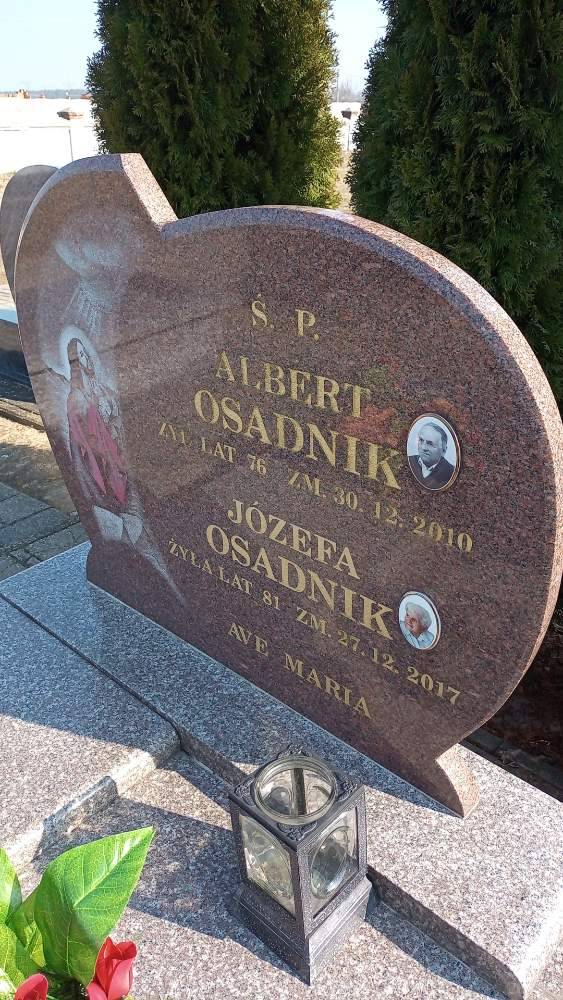 Ś. P.
ALBERT
OSADNIK
ŻYŁ LAT 76 ZM. 30.12.2010
JÓZEFA
OSADNIK
ŻYŁA LAT 81 ZM. 27.12.2017
AVE MARIA